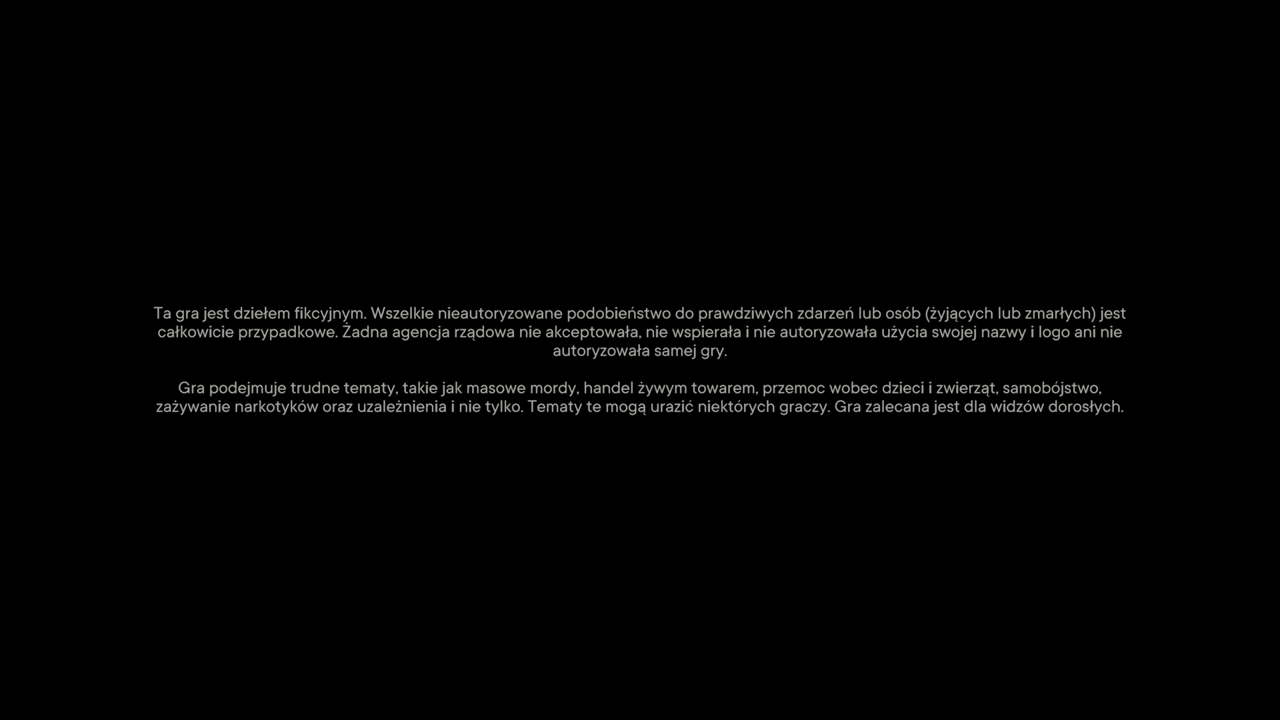 Ta gra jest dziełem fikcyjnym. Wszelkie nieautoryzowane podobieństwo do prawdziwych zdarzeń lub osób (żyjących lub zmarłych) jest
całkowicie przypadkowe. Żadna agencja rządowa nie akceptowała, nie wspierała i nie autoryzowała użycia swojej nazwy i logo ani nie
autoryzowała samej gry.
Gra podejmuje trudne tematy, takie jak masowe mordy, handel żywym towarem, przemoc wobec dzieci i zwierząt, samobójstwo,
zażywanie narkotyków oraz uzależnienia i nie tylko. Tematy te mogą urazić niektórych graczy. Gra zalecana jest dla widzów dorosłych.